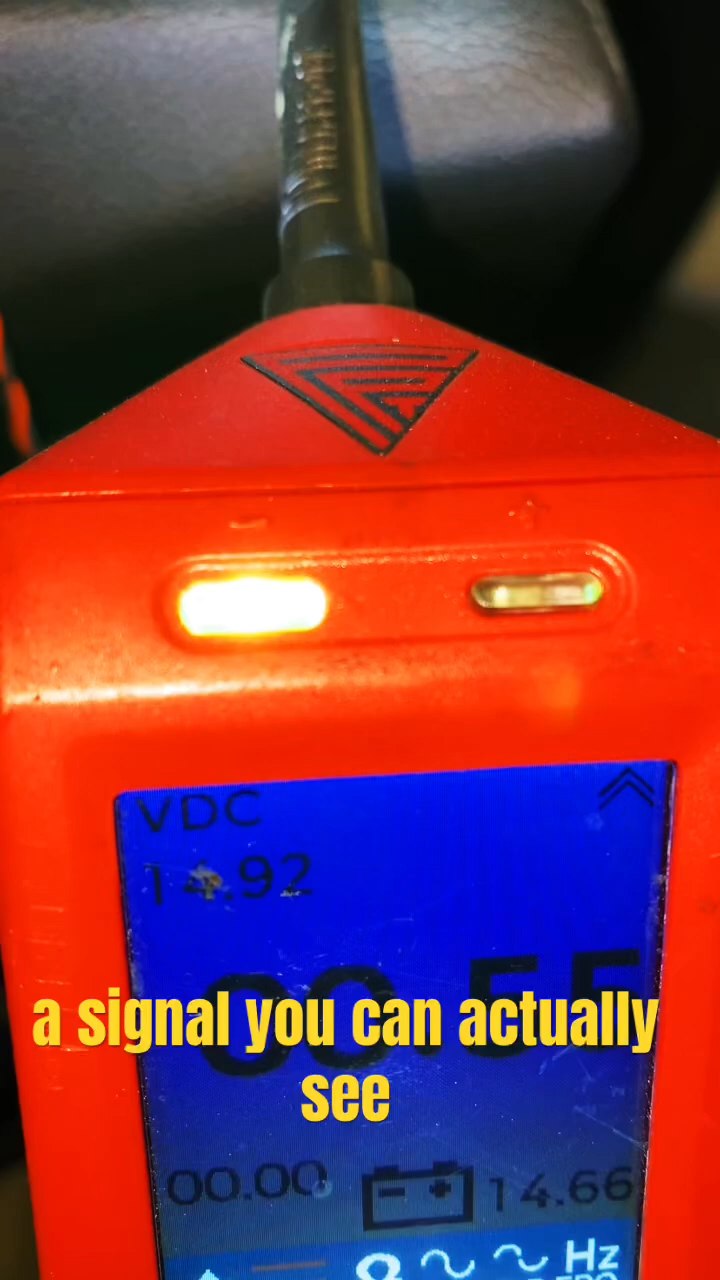 VDC
14.92
00.55
a signal you can actually
see
00.00 - + 14.66
Hz